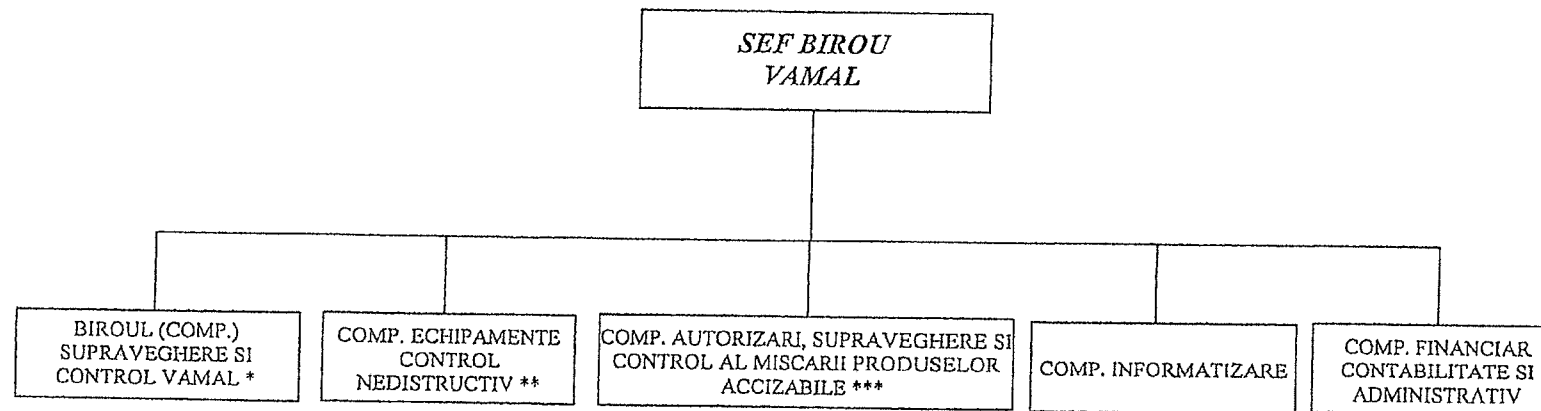 SEF BIROU
VAMAL
BIROUL (COMP.)
SUPRAVEGHERE SI
CONTROL VAMAL *
COMP. ECHIPAMENTE
CONTROL
NEDISTRUCTIV **
COMP. AUTORIZARI, SUPRAVEGHERE SI
CONTROL AL MISCARII PRODUSELOR
ACCIZABILE ***
COMP. INFORMATIZARE
COMP. FINANCIAR
CONTABILITATE SI
ADMINISTRATIV